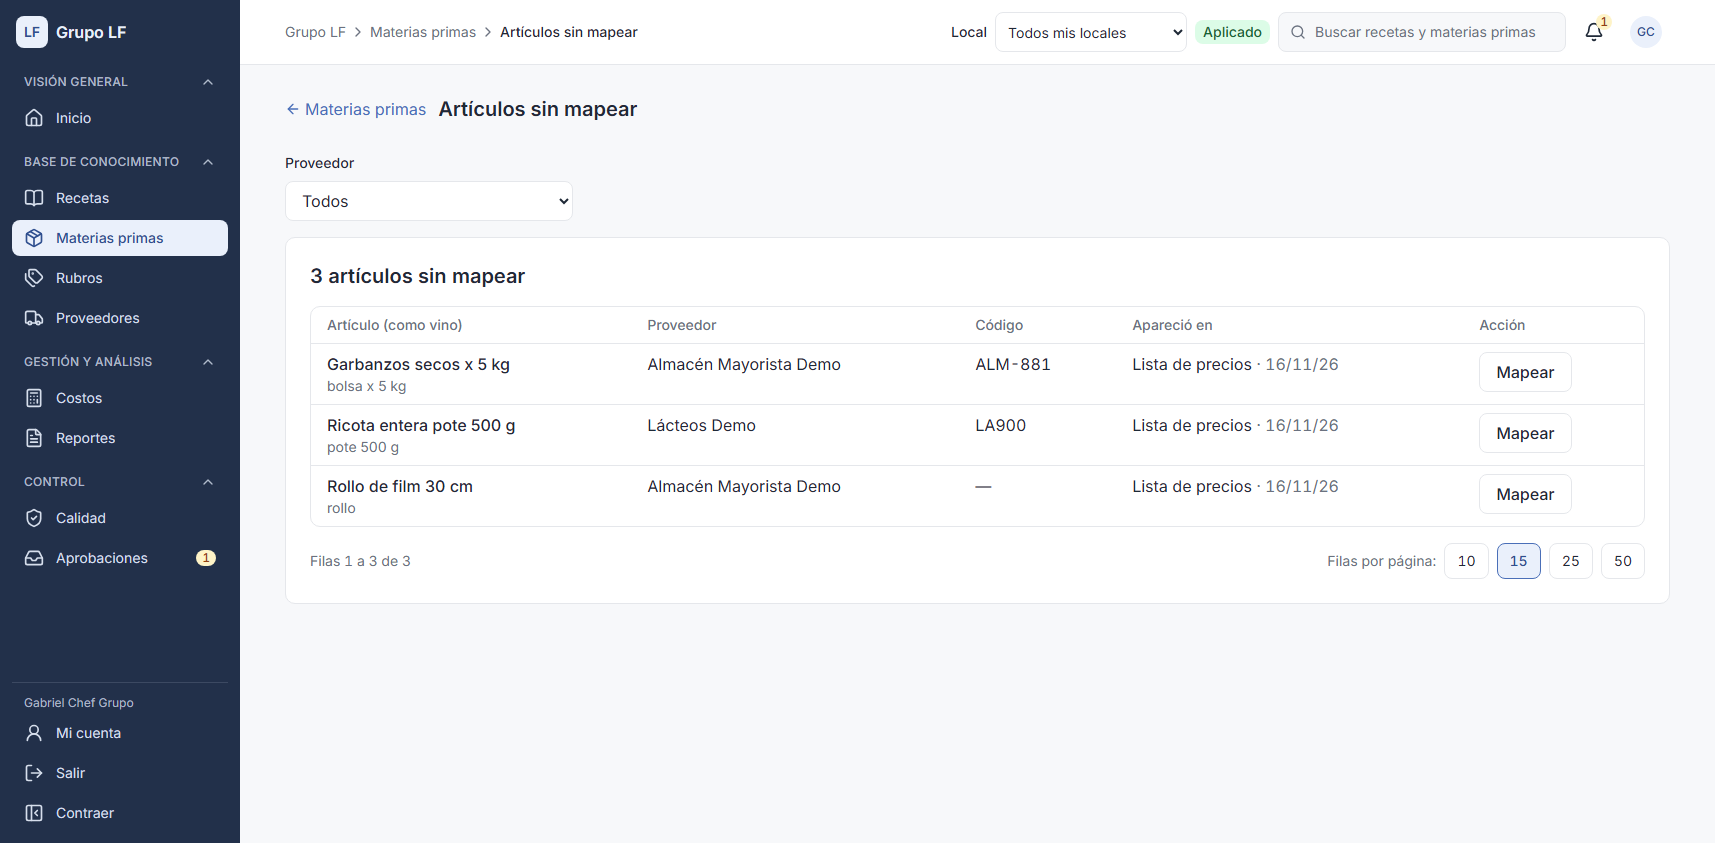 LF Grupo LF
VISIÓN GENERAL
Inicio
BASE DE CONOCIMIENTO
Recetas
Materias primas
Rubros
Proveedores
GESTIÓN Y ANÁLISIS
Costos
Reportes
CONTROL
Calidad
Aprobaciones 1
Gabriel Chef Grupo
Mi cuenta
Salir
Contraer
Grupo LF > Materias primas > Artículos sin mapear
Local Todos mis locales Aplicado Buscar recetas y materias primas 1 GC
← Materias primas Artículos sin mapear
Proveedor
Todos
3 artículos sin mapear
Artículo (como vino) Proveedor Código Apareció en Acción
Garbanzos secos x 5 kg Almacén Mayorista Demo ALM-881 Lista de precios · 16/11/26 Mapear
bolsa x 5 kg
Ricota entera pote 500 g Lácteos Demo LA900 Lista de precios · 16/11/26 Mapear
pote 500 g
Rollo de film 30 cm Almacén Mayorista Demo — Lista de precios · 16/11/26 Mapear
rollo
Filas 1 a 3 de 3 Filas por página: 10 15 25 50